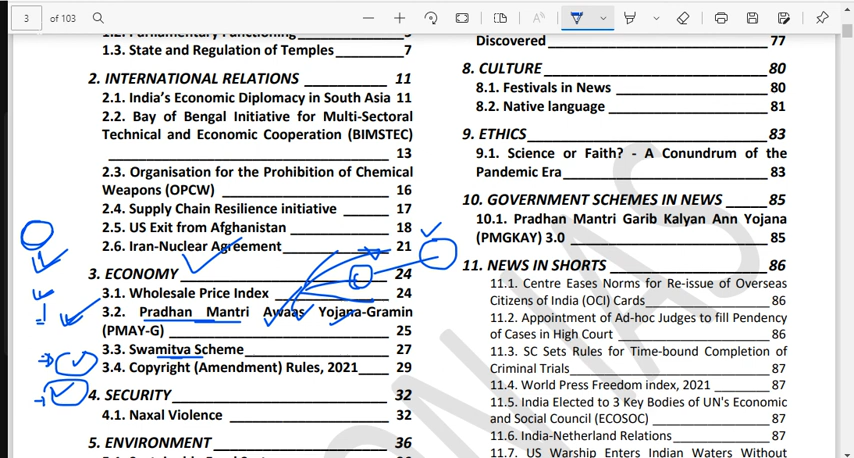 3
of 103
1.2. Parliamentary Functioning 5
1.3. State and Regulation of Temples 7
2. INTERNATIONAL RELATIONS 11
2.1. India's Economic Diplomacy in South Asia 11
2.2. Bay of Bengal Initiative for Multi-Sectoral
Technical and Economic Cooperation (BIMSTEC)
13
2.3. Organisation for the Prohibition of Chemical
Weapons (OPCW) 16
2.4. Supply Chain Resilience initiative 17
2.5. US Exit from Afghanistan 18
2.6. Iran-Nuclear Agreement 21
3. ECONOMY 24
3.1. Wholesale Price Index 24
3.2. Pradhan Mantri Awaas Yojana-Gramin
(PMAY-G) 25
3.3. Swamitva Scheme 27
3.4. Copyright (Amendment) Rules, 2021 29
4. SECURITY 32
4.1. Naxal Violence 32
5. ENVIRONMENT 36
Discovered 77
8. CULTURE 80
8.1. Festivals in News 80
8.2. Native language 81
9. ETHICS 83
9.1. Science or Faith? - A Conundrum of the
Pandemic Era 83
10. GOVERNMENT SCHEMES IN NEWS 85
10.1. Pradhan Mantri Garib Kalyan Ann Yojana
(PMGKAY) 3.0 85
11. NEWS IN SHORTS 86
11.1. Centre Eases Norms for Re-issue of Overseas
Citizens of India (OCI) Cards 86
11.2. Appointment of Ad-hoc Judges to fill Pendency
of Cases in High Court 86
11.3. SC Sets Rules for Time-bound Completion of
Criminal Trials 87
11.4. World Press Freedom index, 2021 87
11.5. India Elected to 3 Key Bodies of UN's Economic
and Social Council (ECOSOC) 87
11.6. India-Netherland Relations 87
11.7. US Warship Enters Indian Waters Without